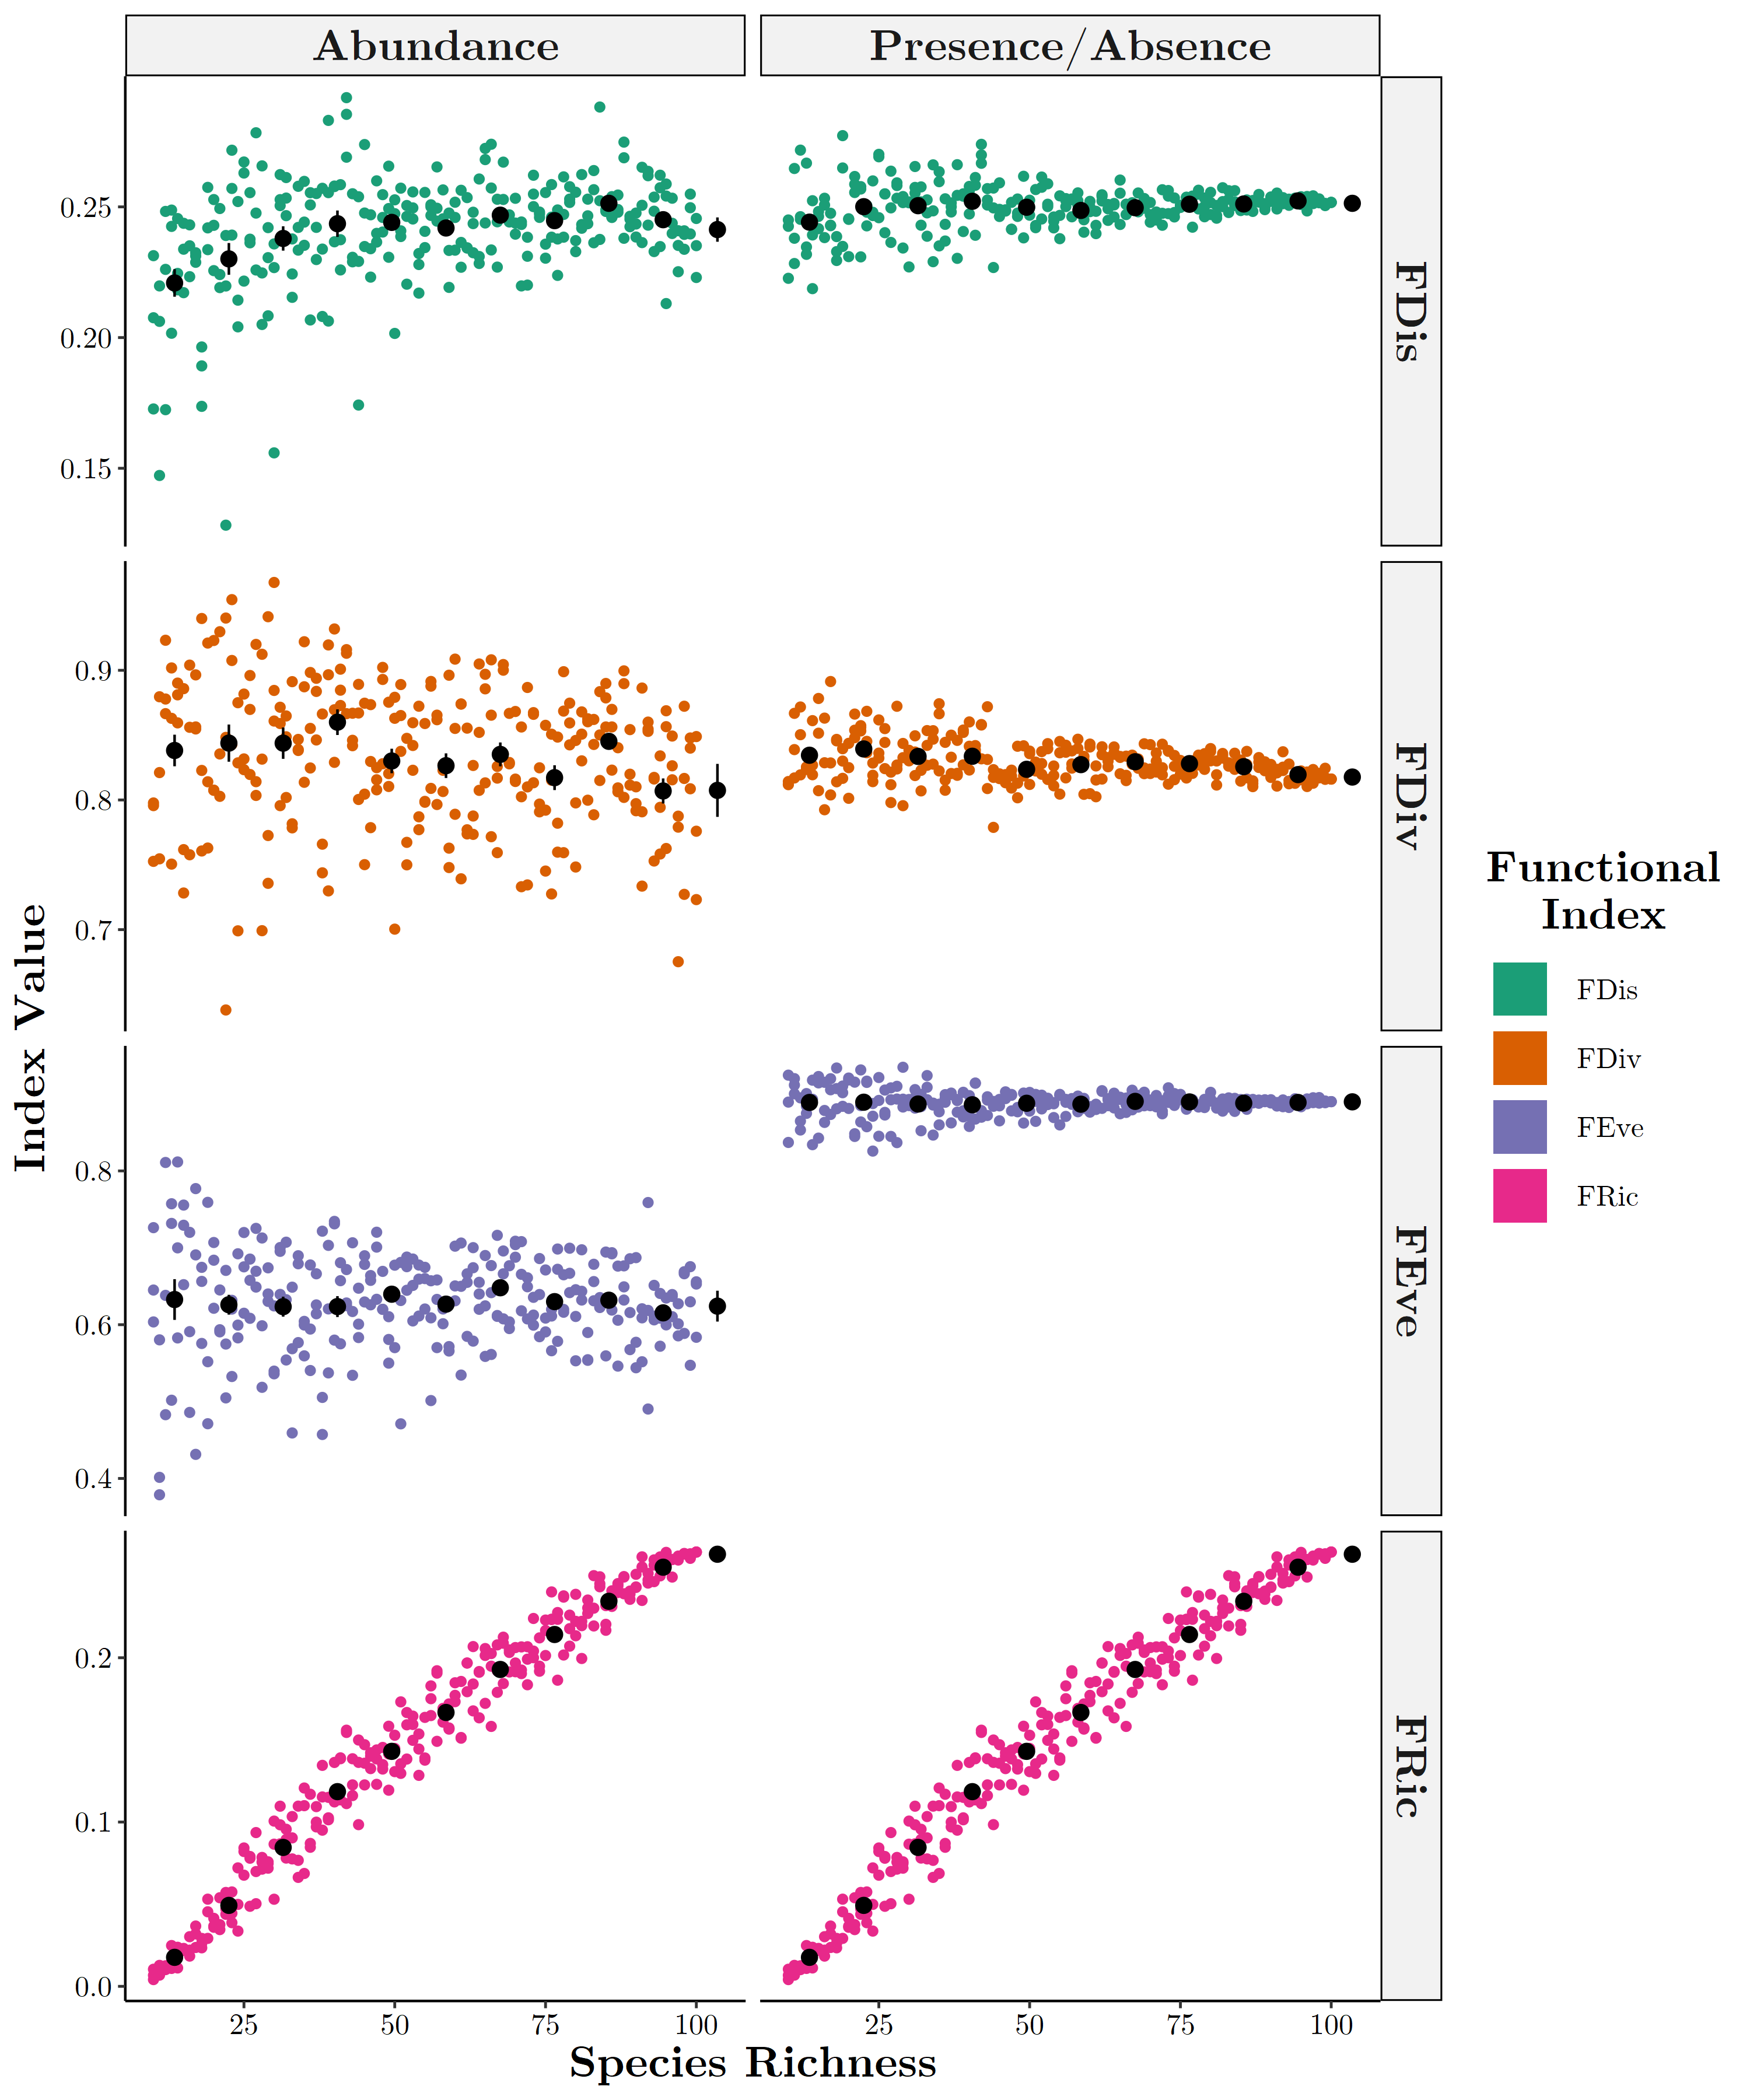 Abundance
Presence/Absence
0.25
0.20
0.15
FDis
0.9
0.8
0.7
FDiv
0.8
0.6
0.4
FEve
0.2
0.1
0.0
FRic
25
50
75
100
25
50
75
100
Species Richness
Index Value
Functional
Index
FDis
FDiv
FEve
FRic